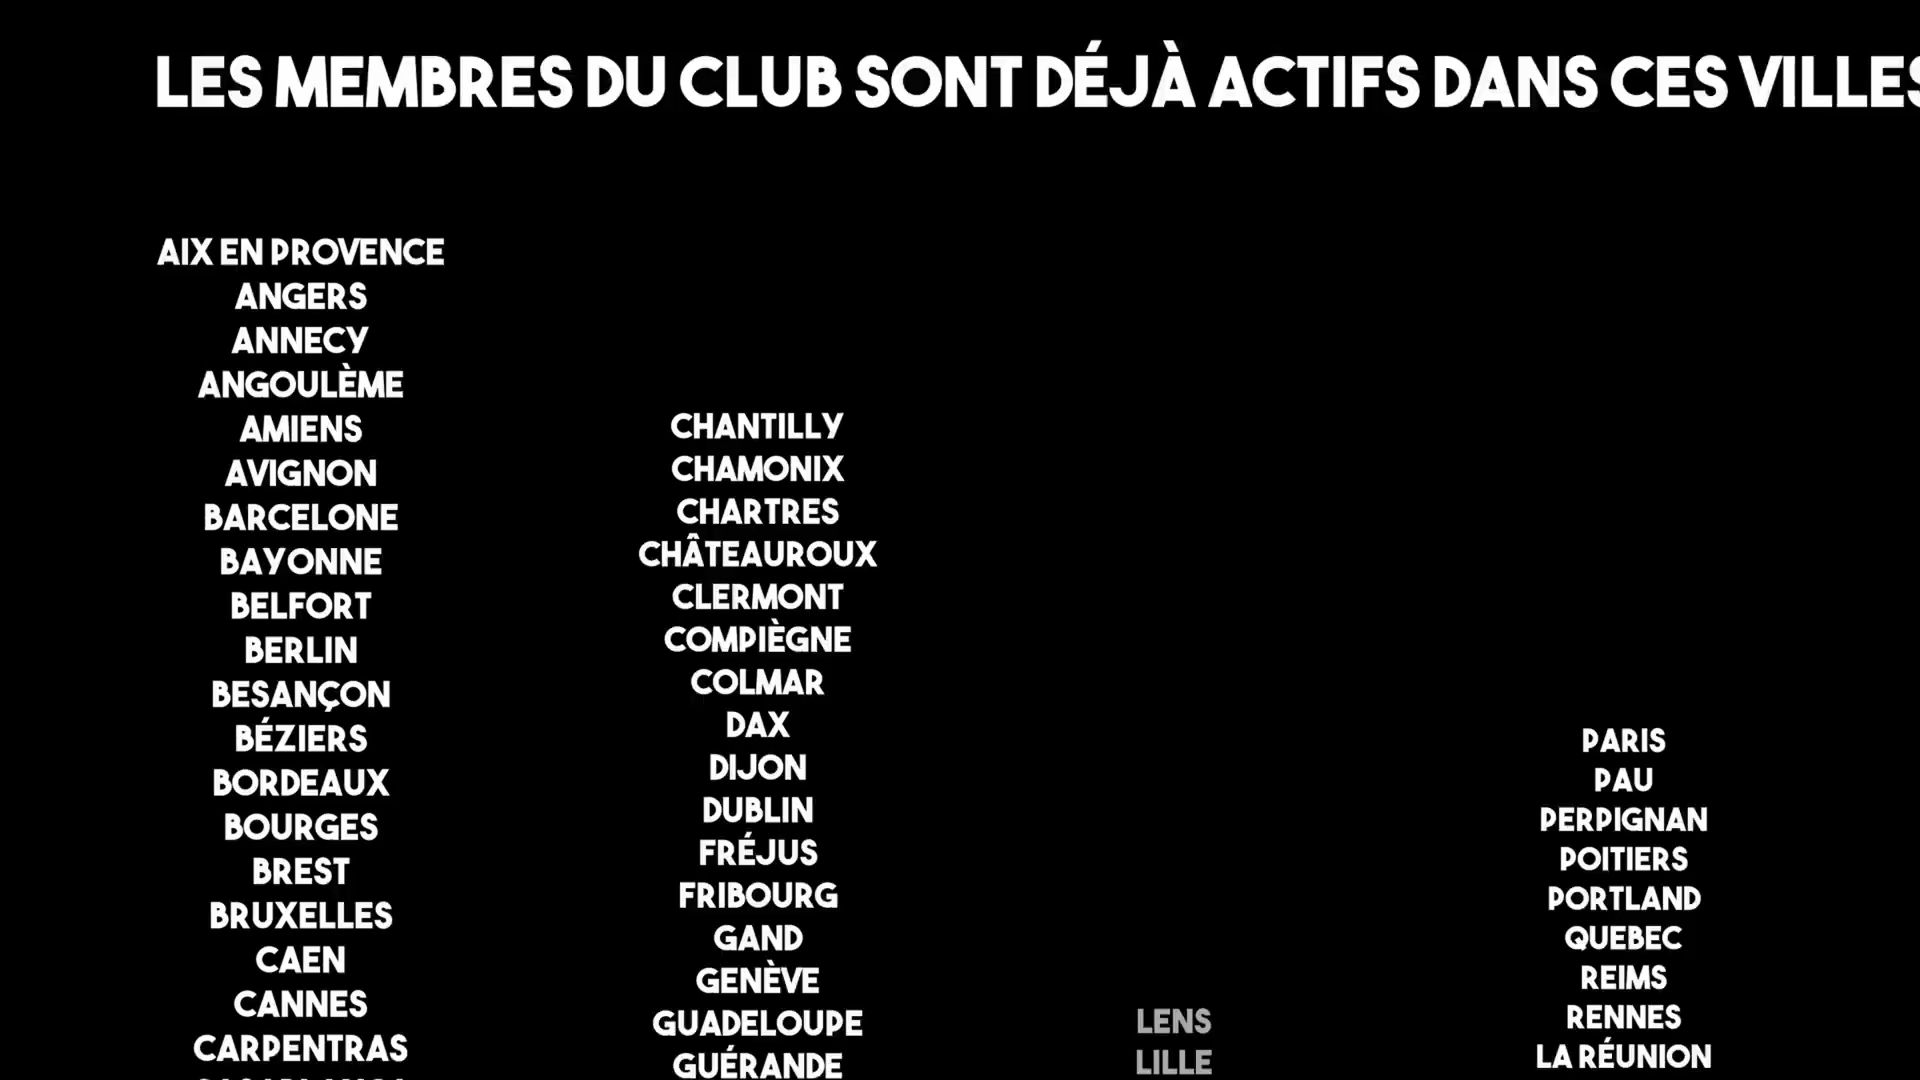 LES MEMBRES DU CLUB SONT DÉJÀ ACTIFS DANS CES VILLES
AIX EN PROVENCE
ANGERS
ANNECY
ANGOULÈME
AMIENS
AVIGNON
BARCELONE
BAYONNE
BELFORT
BERLIN
BESANÇON
BÉZIERS
BORDEAUX
BOURGES
BREST
BRUXELLES
CAEN
CANNES
CARPENTRAS
CHANTILLY
CHAMONIX
CHARTRES
CHÂTEAUROUX
CLERMONT
COMPIÈGNE
COLMAR
DAX
DIJON
DUBLIN
FRÉJUS
FRIBOURG
GAND
GENÈVE
GUADELOUPE
GUÉRANDE
LENS
LILLE
PARIS
PAU
PERPIGNAN
POITIERS
PORTLAND
QUEBEC
REIMS
RENNES
LA RÉUNION